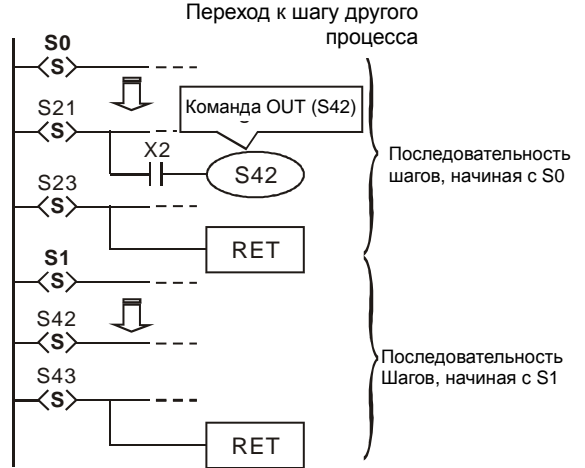 Переход к шагу другого
процесса
S0
S
S21
S
Команда OUT (S42)
X2
S42
S23
S
RET
Последовательность
шагов, начиная с S0
S1
S
S42
S
S43
S
RET
Последовательность
Шагов, начиная с S1